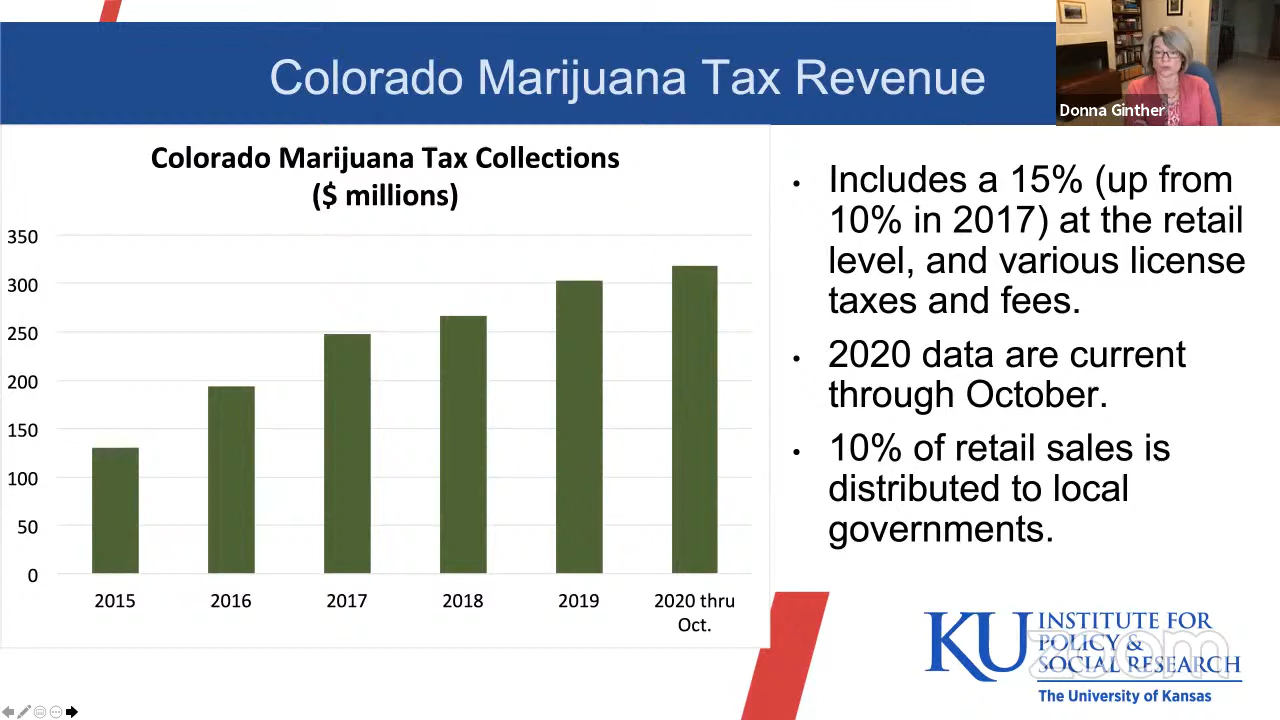 Colorado Marijuana Tax Revenue
Donna Ginther
Colorado Marijuana Tax Collections
($ millions)
350
300
250
200
150
100
50
0
2015
2016
2017
2018
2019
2020 thru
Oct.
• Includes a 15% (up from
10% in 2017) at the retail
level, and various license
taxes and fees.
• 2020 data are current
through October.
• 10% of retail sales is
distributed to local
governments.
KU
INSTITUTE FOR
POLICY &
SOCIAL RESEARCH
The University of Kansas
zoom